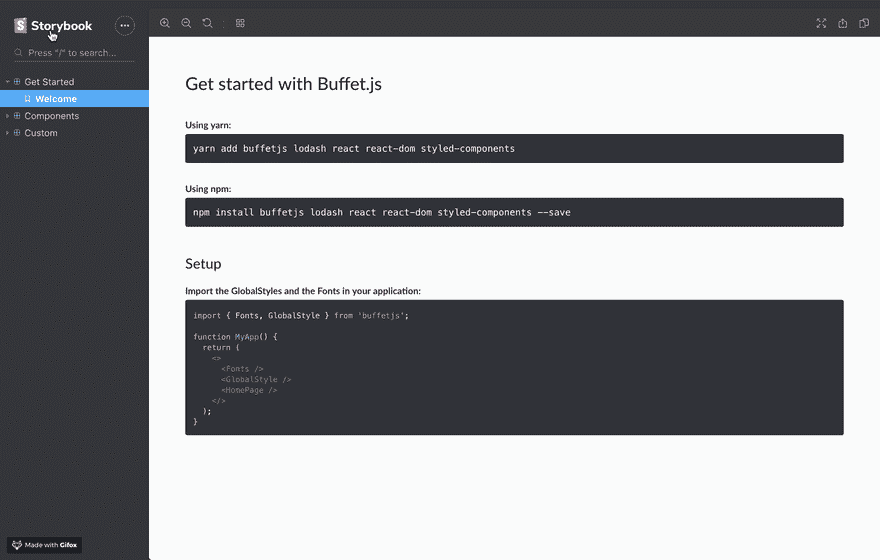 Storybook
Press "/" to search...
Get Started
Welcome
Components
Custom
Made with Gifox
Get started with Buffet.js
Using yarn:
yarn add buffetjs lodash react react-dom styled-components
Using npm:
npm install buffetjs lodash react react-dom styled-components --save
Setup
Import the GlobalStyles and the Fonts in your application:
import { Fonts, GlobalStyle } from 'buffetjs';
function MyApp() {
return (
<>
<Fonts />
<GlobalStyle />
<HomePage />
</>
);
}